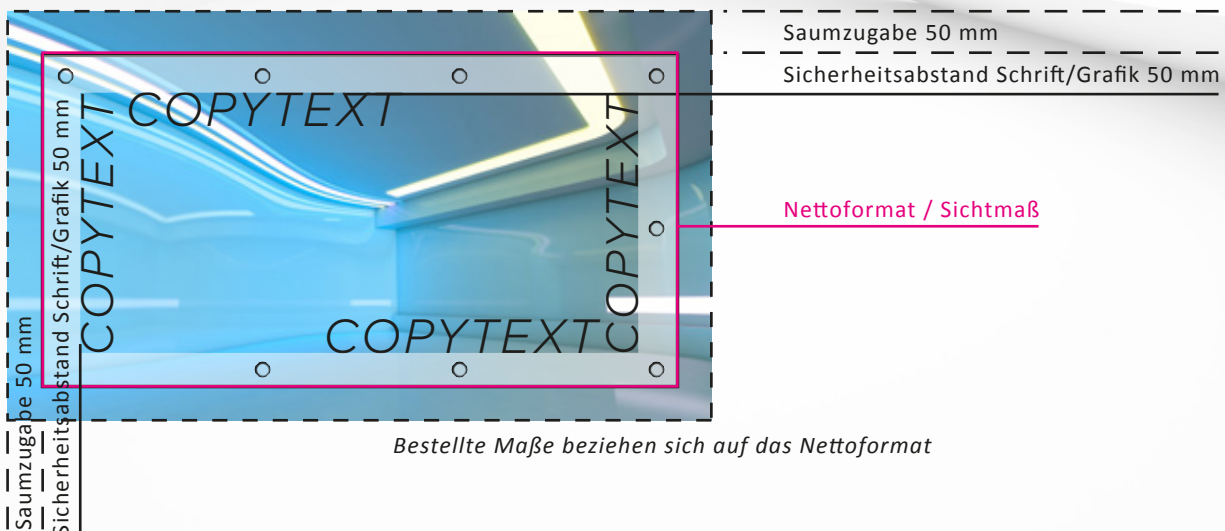 Saumzugabe 50 mm
Sicherheitsabstand Schrift/Grafik 50 mm
COPYTEXT
COPYTEXT
COPYTEXT
Nettoformat / Sichtmaß
COPYTEXT
Saumzugabe 50 mm
Sicherheitsabstand Schrift/Grafik 50 mm
Bestellte Maße beziehen sich auf das Nettoformat